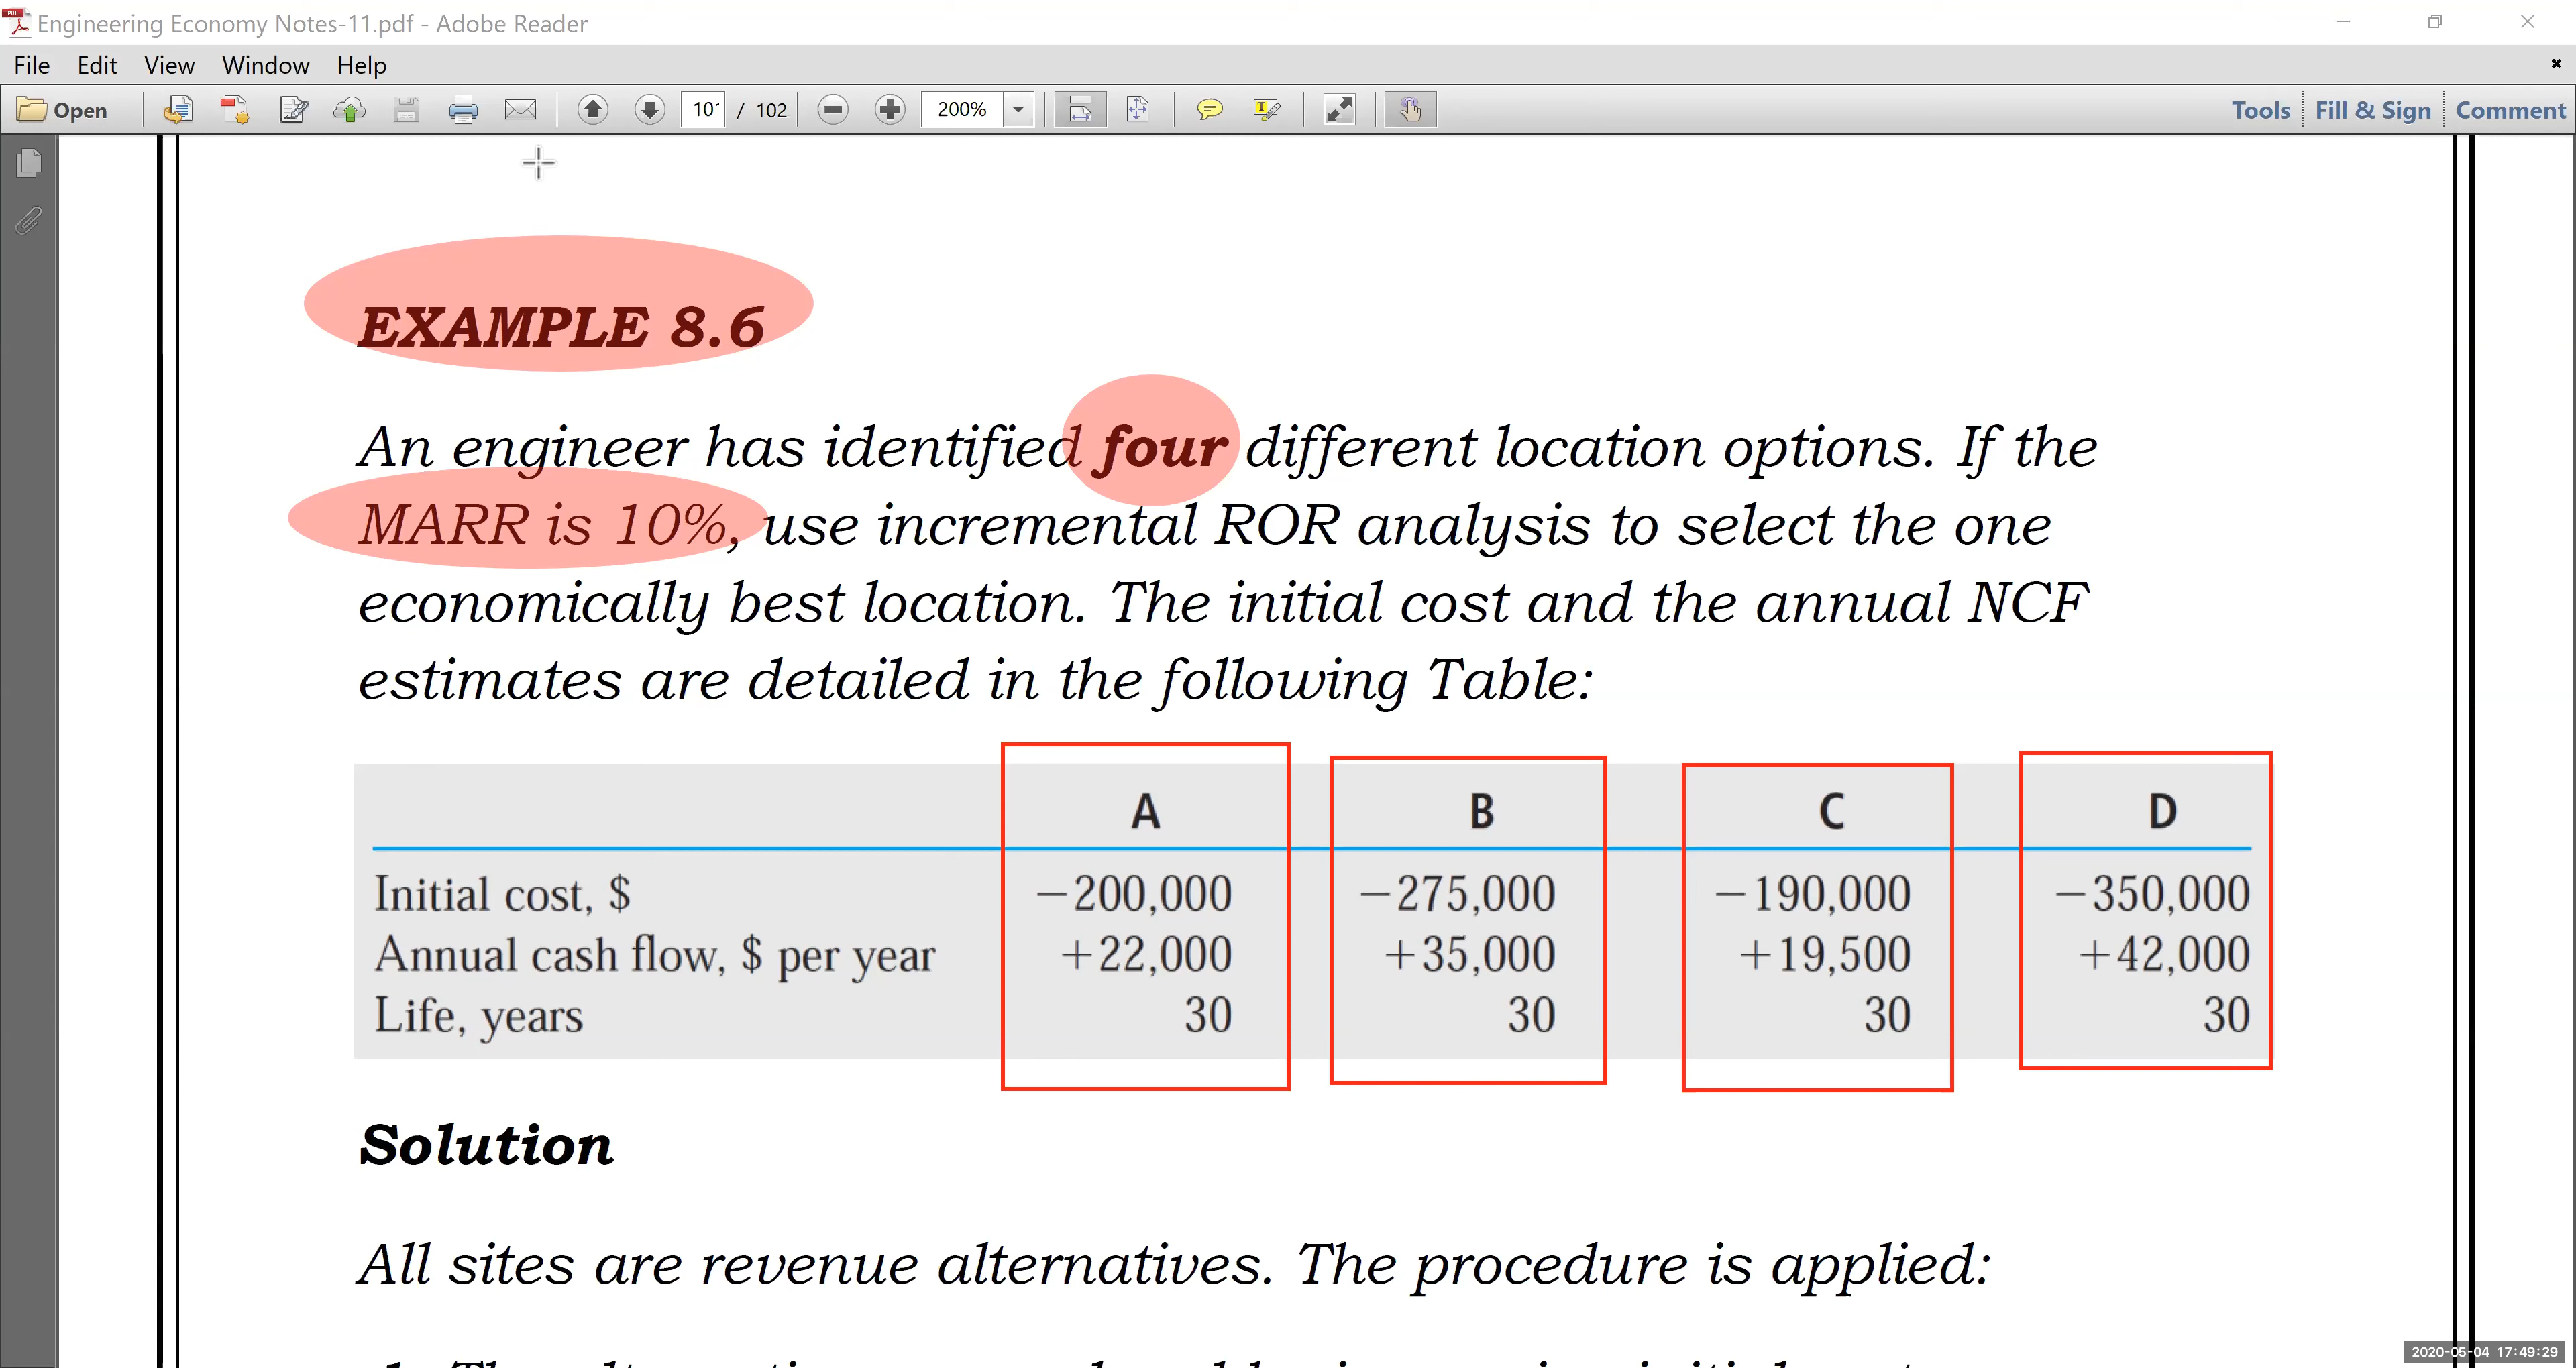 Engineering Economy Notes-11.pdf - Adobe Reader
File Edit View Window Help
Open 10 / 102 200% Tools Fill & Sign Comment
EXAMPLE 8.6
An engineer has identified four different location options. If the
MARR is 10%, use incremental ROR analysis to select the one
economically best location. The initial cost and the annual NCF
estimates are detailed in the following Table:
A B C D
Initial cost, $ −200,000 −275,000 −190,000 −350,000
Annual cash flow, $ per year +22,000 +35,000 +19,500 +42,000
Life, years 30 30 30 30
Solution
All sites are revenue alternatives. The procedure is applied:
2020-05-04 17:49:29